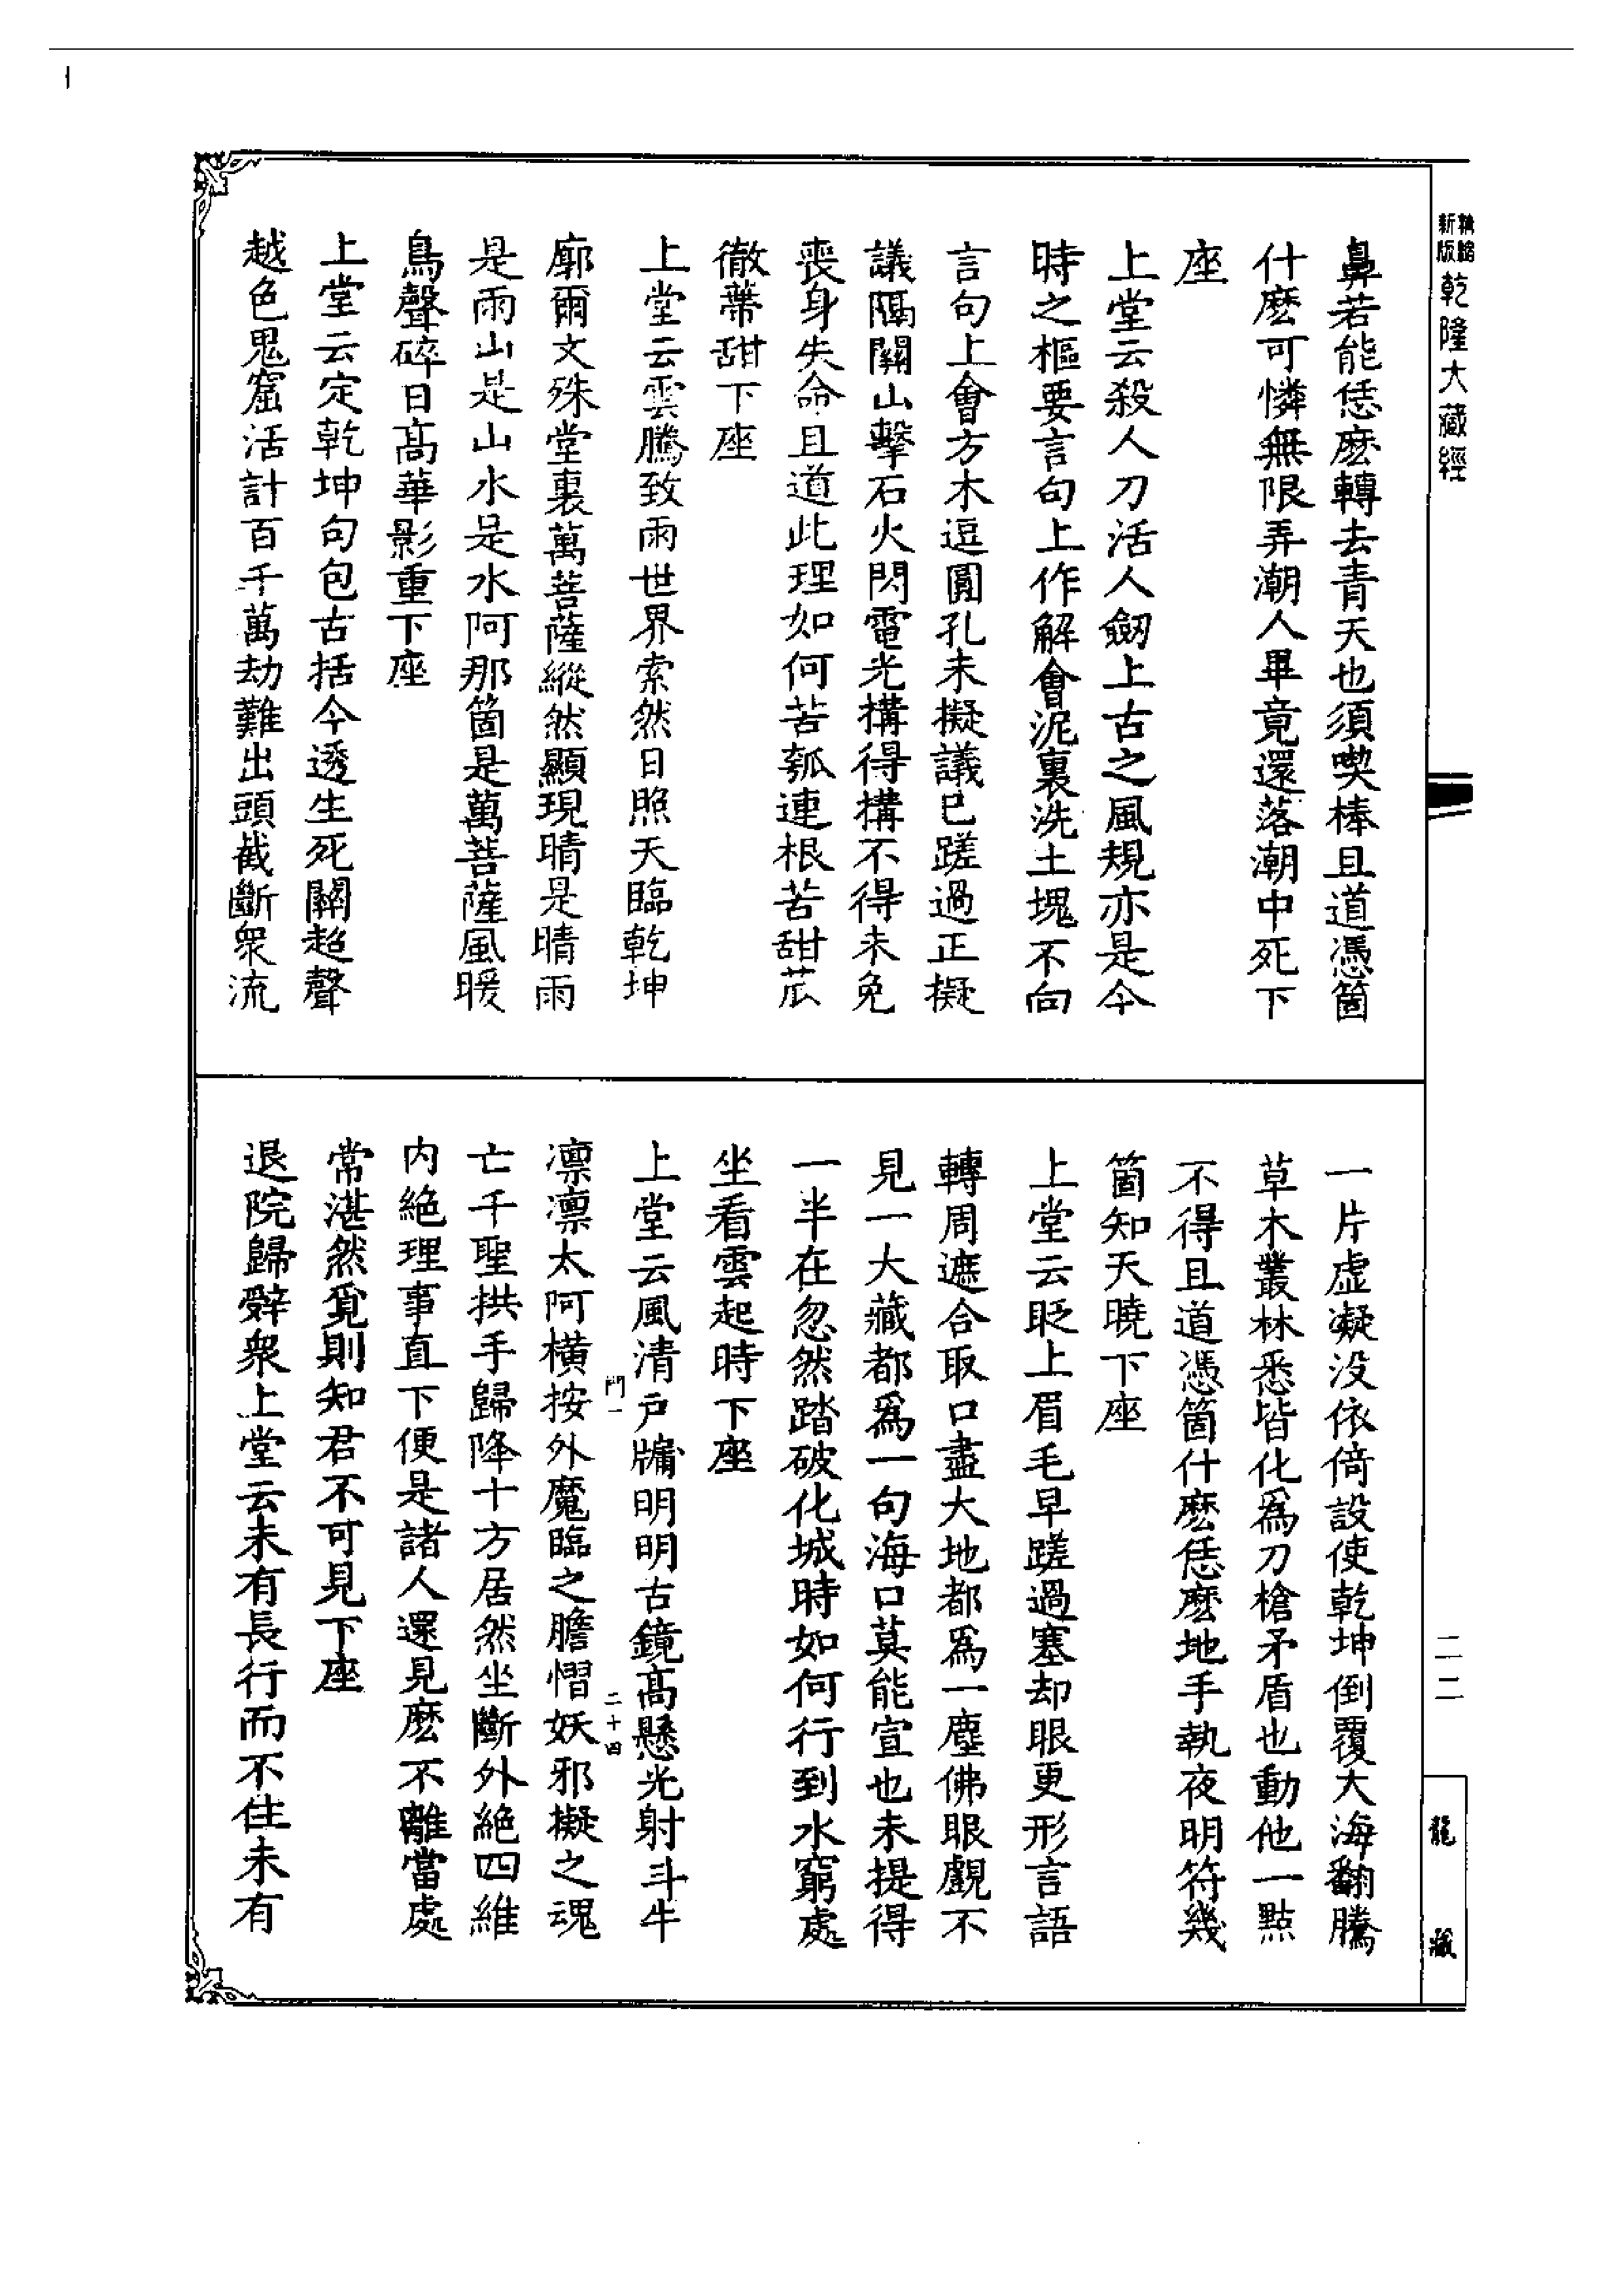 新版精縮乾隆大藏經
鼻若能恁麽轉去青天也須喫棒且道憑箇
什麽可憐無限弄潮人畢竟還落潮中死下
座
上堂云殺人刀活人劒上古之風規亦是今
時之樞要言句上作解會泥裏洗土塊不向
言句上會方木逗圓孔未擬議已蹉過正擬
議隔關山擊石火閃電光搆得搆不得未免
喪身失命且道此理如何苦瓠連根苦甜苽
徹蔕甜下座
上堂云雲騰致雨世界索然日照天臨乾坤
廓爾文殊堂裏萬菩薩縱然顯現晴是晴雨
是雨山是山水是水阿那箇是萬菩薩風暖
鳥聲碎日髙華影重下座
上堂云定乾坤句包古括今透生死關超聲
越色鬼窟活計百千萬劫難出頭截斷衆流
一片虚凝没依倚設使乾坤倒覆大海翻騰
草木叢林悉皆化爲刀槍矛盾也動他一點
不得且道憑箇什麽恁麽地手執夜明符幾
箇知天曉下座
上堂云眨上眉毛早蹉過塞却眼更形言語
轉周遮合取口盡大地都爲一塵佛眼覷不
見一大藏都爲一句海口莫能宣也未提得
一半在忽然踏破化城時如何行到水窮處
坐看雲起時下座
上堂云風清户牖明明古鏡髙懸光射斗牛
門一
二十四
凛凛太阿橫按外魔臨之膽慴妖邪擬之魂
亡千聖拱手歸降十方居然坐斷外絶四維
内絶理事直下便是諸人還見麽不離當處
常湛然覓則知君不可見下座
退院歸辤衆上堂云未有長行而不住未有
二二
龍藏